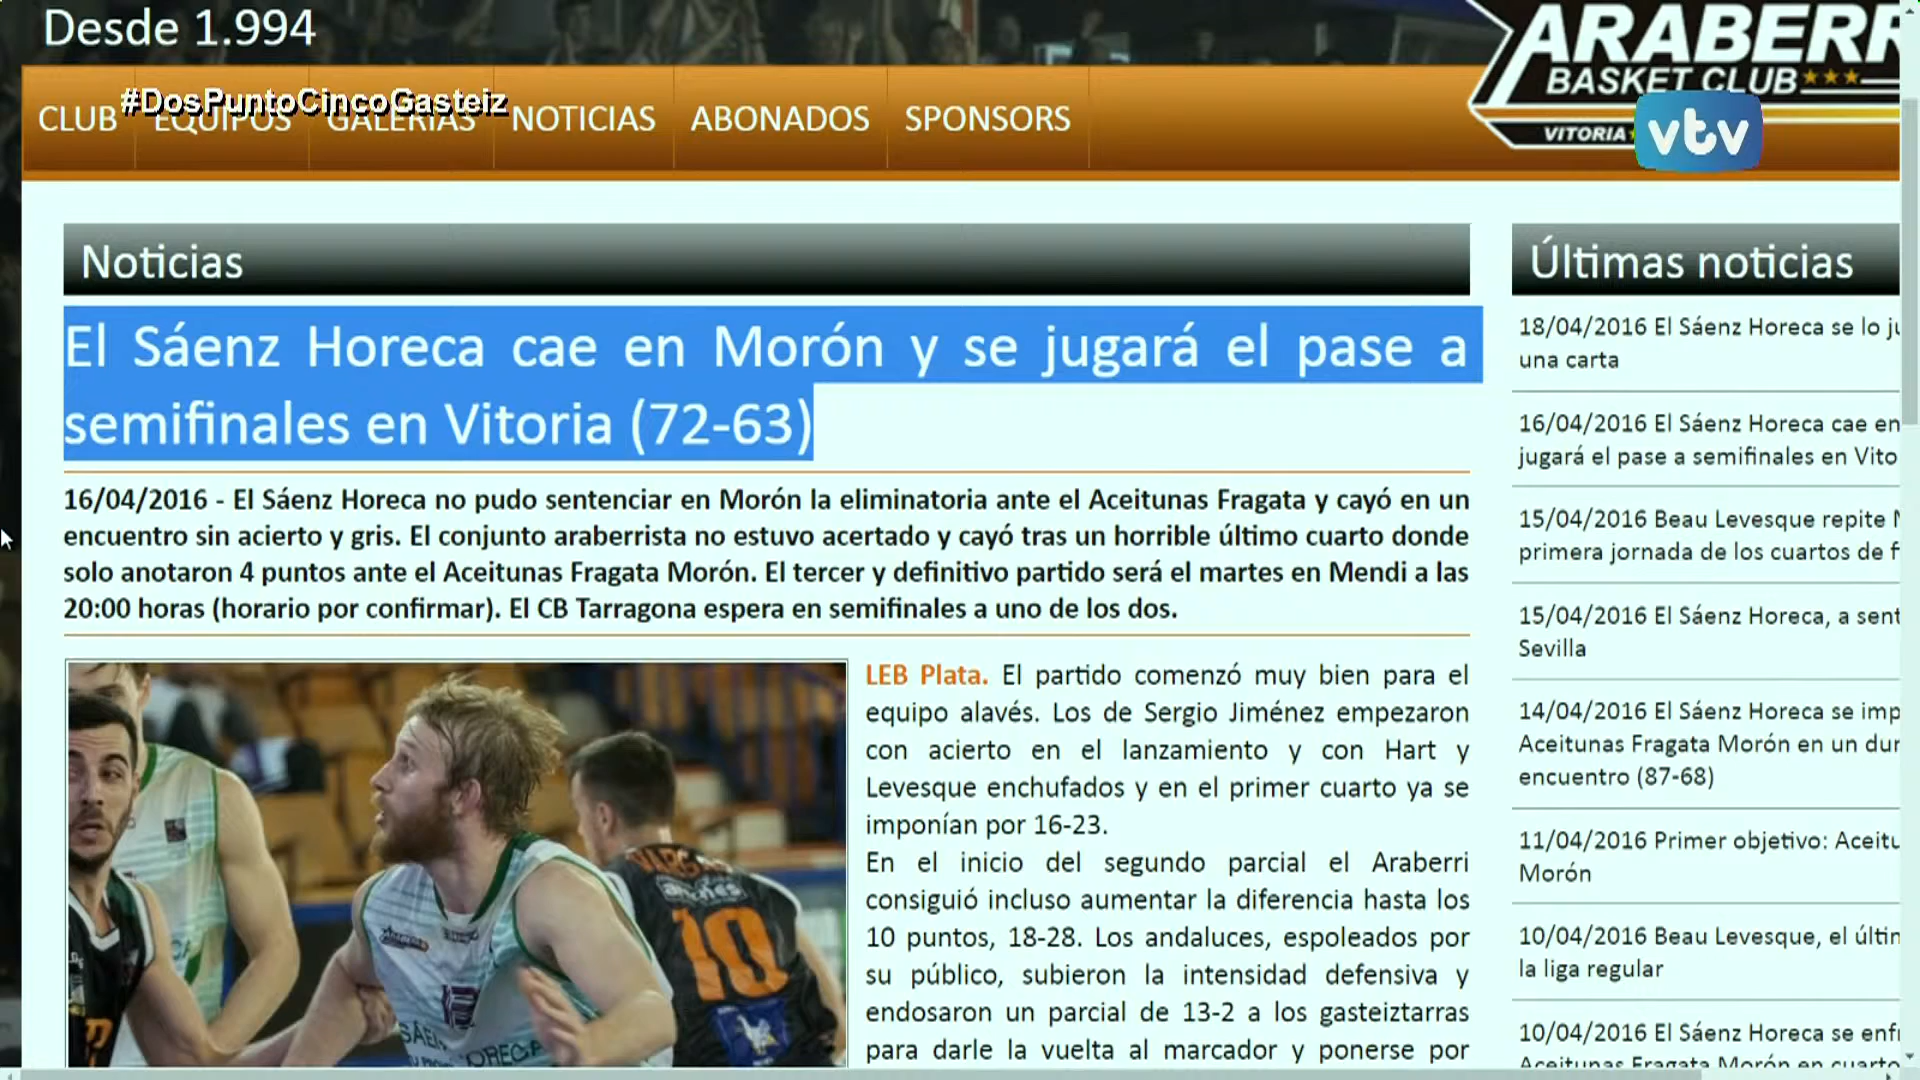 Desde 1.994
ARABERR
BASKET CLUB
VITORIA
vtv
#DosPuntoCincoGasteiz
CLUB EQUIPOS GALERIAS NOTICIAS ABONADOS SPONSORS
Noticias
El Sáenz Horeca cae en Morón y se jugará el pase a
semifinales en Vitoria (72-63)
16/04/2016 - El Sáenz Horeca no pudo sentenciar en Morón la eliminatoria ante el Aceitunas Fragata y cayó en un
encuentro sin acierto y gris. El conjunto araberrista no estuvo acertado y cayó tras un horrible último cuarto donde
solo anotaron 4 puntos ante el Aceitunas Fragata Morón. El tercer y definitivo partido será el martes en Mendi a las
20:00 horas (horario por confirmar). El CB Tarragona espera en semifinales a uno de los dos.
LEB Plata. El partido comenzó muy bien para el
equipo alavés. Los de Sergio Jiménez empezaron
con acierto en el lanzamiento y con Hart y
Levesque enchufados y en el primer cuarto ya se
imponían por 16-23.
En el inicio del segundo parcial el Araberri
consiguió incluso aumentar la diferencia hasta los
10 puntos, 18-28. Los andaluces, espoleados por
su público, subieron la intensidad defensiva y
endosaron un parcial de 13-2 a los gasteiztarras
para darle la vuelta al marcador y ponerse por
10
Últimas noticias
18/04/2016 El Sáenz Horeca se lo ju
una carta
16/04/2016 El Sáenz Horeca cae en
jugará el pase a semifinales en Vito
15/04/2016 Beau Levesque repite
primera jornada de los cuartos de f
15/04/2016 El Sáenz Horeca, a sent
Sevilla
14/04/2016 El Sáenz Horeca se imp
Aceitunas Fragata Morón en un dur
encuentro (87-68)
11/04/2016 Primer objetivo: Aceitu
Morón
10/04/2016 Beau Levesque, el últin
la liga regular
10/04/2016 El Sáenz Horeca se enf
Aceitunas Fragata Morón en cuarto